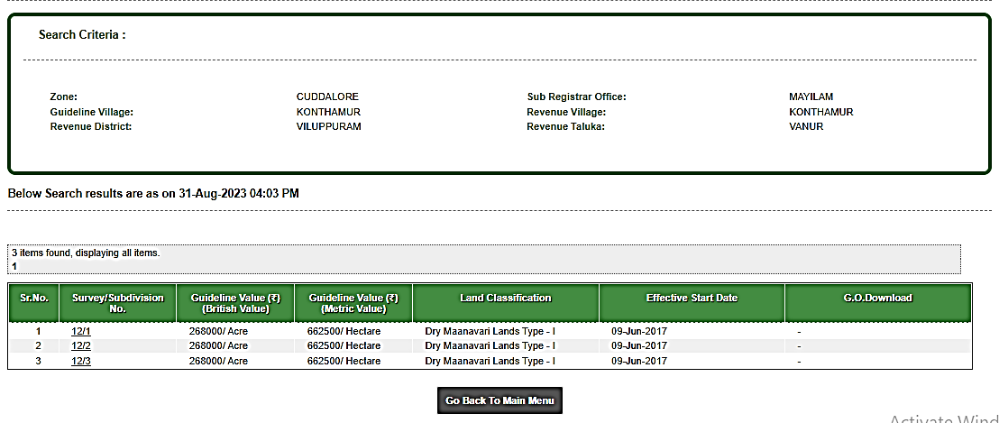 Search Criteria :
Zone: CUDDALORE Sub Registrar Office: MAYILAM
Guideline Village: KONTHAMUR Revenue Village: KONTHAMUR
Revenue District: VILUPPURAM Revenue Taluka: VANUR
Below Search results are as on 31-Aug-2023 04:03 PM
3 items found, displaying all items.
1
Sr.No. Survey/Subdivision No. Guideline Value (₹) (British Value) Guideline Value (₹) (Metric Value) Land Classification Effective Start Date G.O.Download
1 12/1 268000/ Acre 662500/ Hectare Dry Maanavari Lands Type - I 09-Jun-2017 -
2 12/2 268000/ Acre 662500/ Hectare Dry Maanavari Lands Type - I 09-Jun-2017 -
3 12/3 268000/ Acre 662500/ Hectare Dry Maanavari Lands Type - I 09-Jun-2017 -
Go Back To Main Menu
Activate Wind